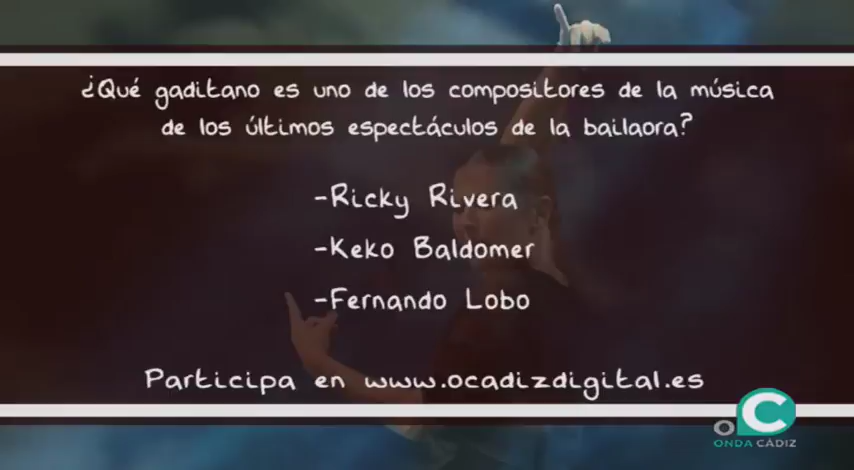 ¿Qué gaditano es uno de los compositores de la música
de los últimos espectáculos de la bailaora?
-Ricky Rivera
-Keko Baldomer
-Fernando Lobo
Participa en www.ocadizdigital.es
OC
ONDA CÁDIZ